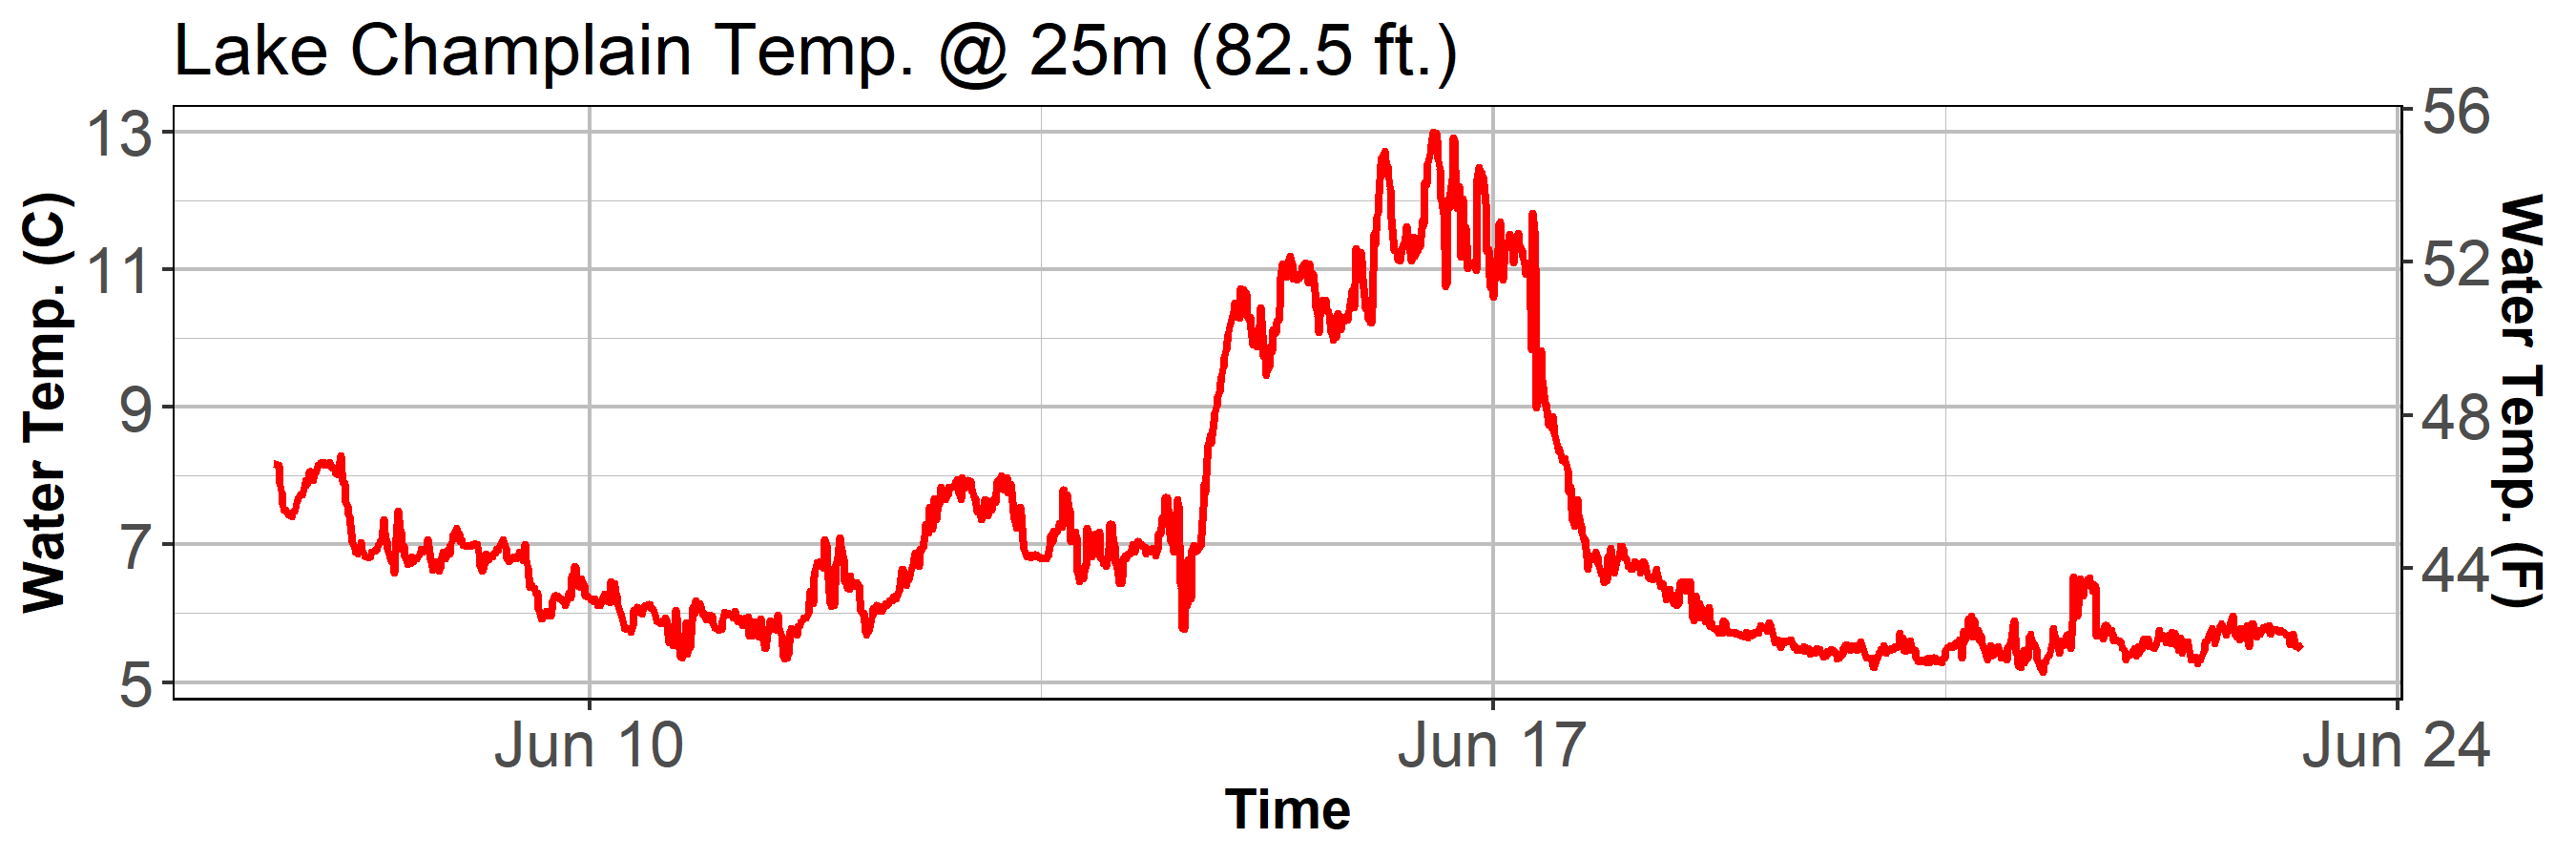 Lake Champlain Temp. @ 25m (82.5 ft.)
Water Temp. (C)
13
11
9
7
5
56
52
48
44
Water Temp. (F)
Jun 10
Jun 17
Jun 24
Time